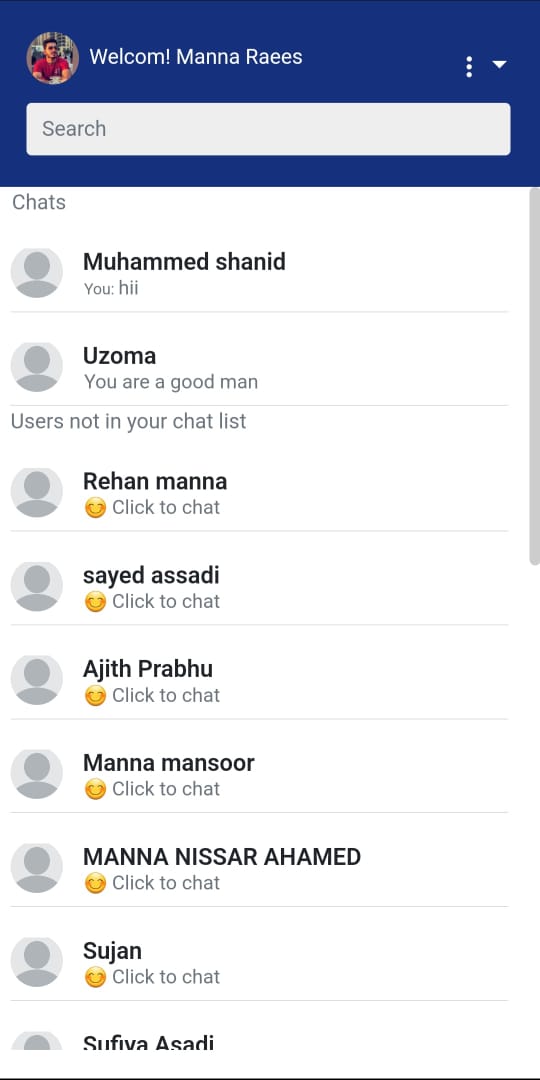 Welcom! Manna Raees
Search
Chats
Muhammed shanid
You: hii
Uzoma
You are a good man
Users not in your chat list
Rehan manna
😊 Click to chat
sayed assadi
😊 Click to chat
Ajith Prabhu
😊 Click to chat
Manna mansoor
😊 Click to chat
MANNA NISSAR AHAMED
😊 Click to chat
Sujan
😊 Click to chat
Sufiya Asadi